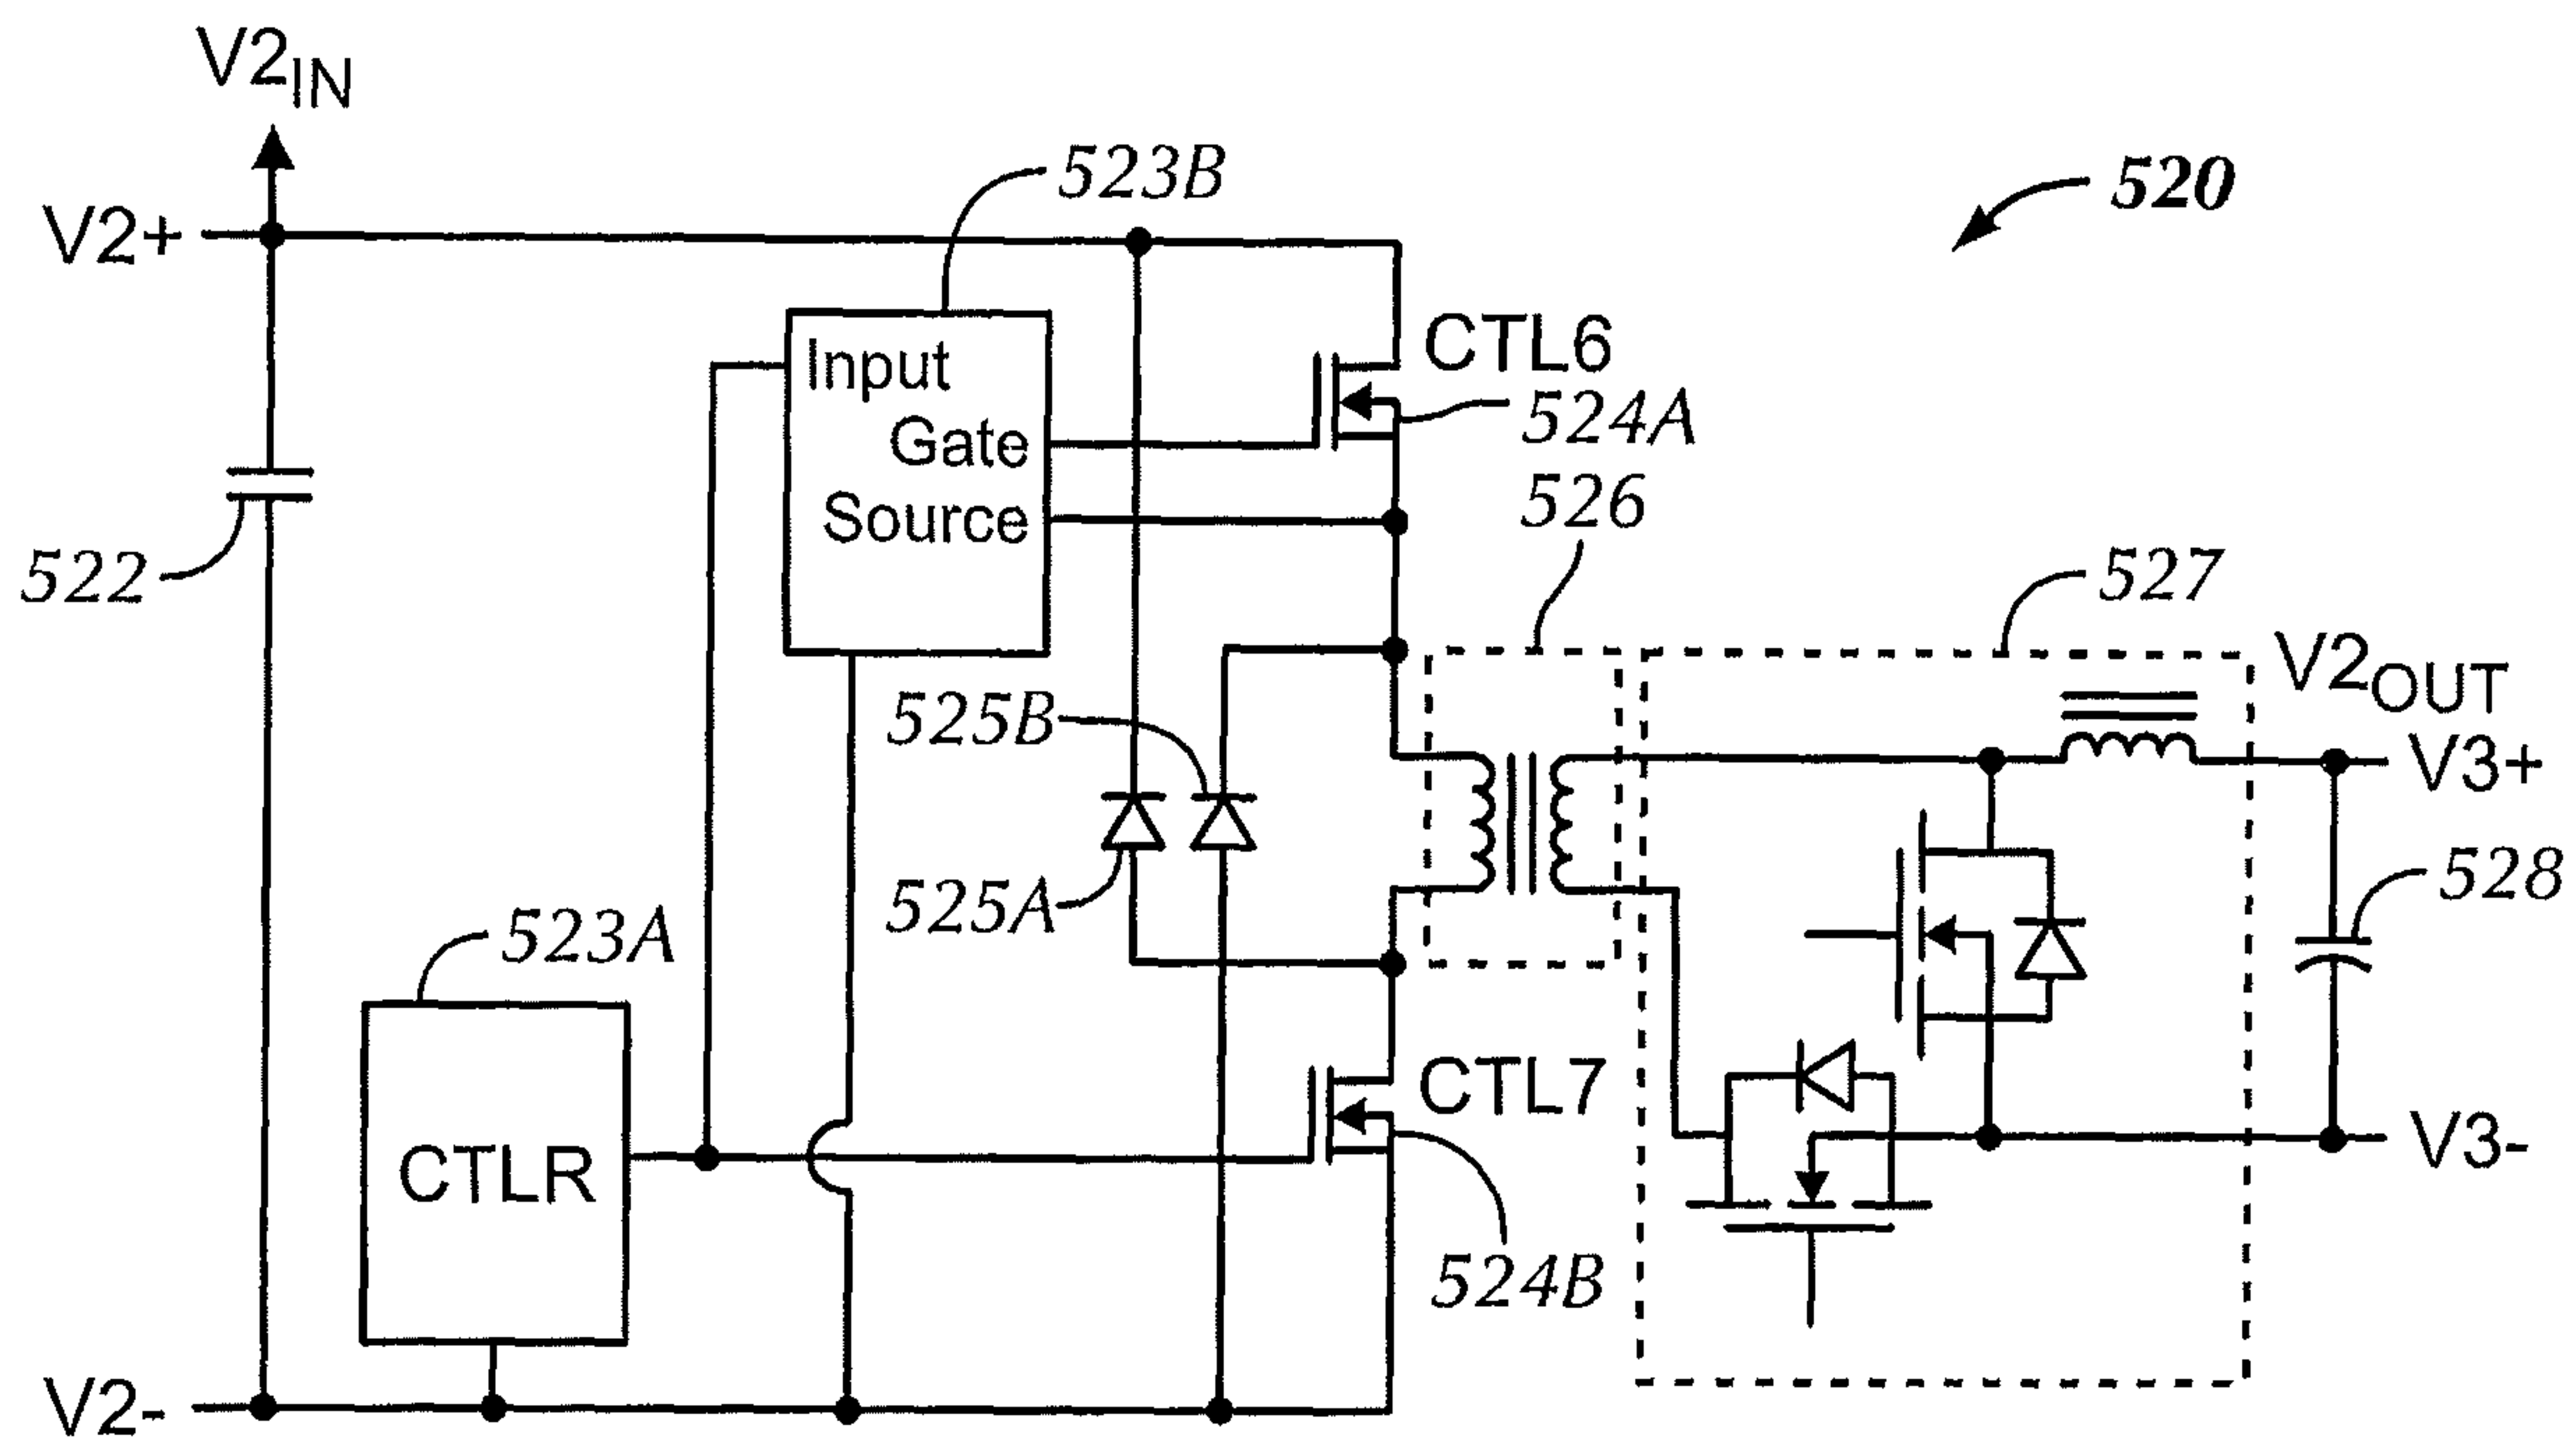 V2IN
523B
520
V2+
Input
CTL6
524A
Gate
526
Source
522
527
V2OUT
525B
V3+
525A
528
523A
CTL7
V3-
CTLR
524B
V2-